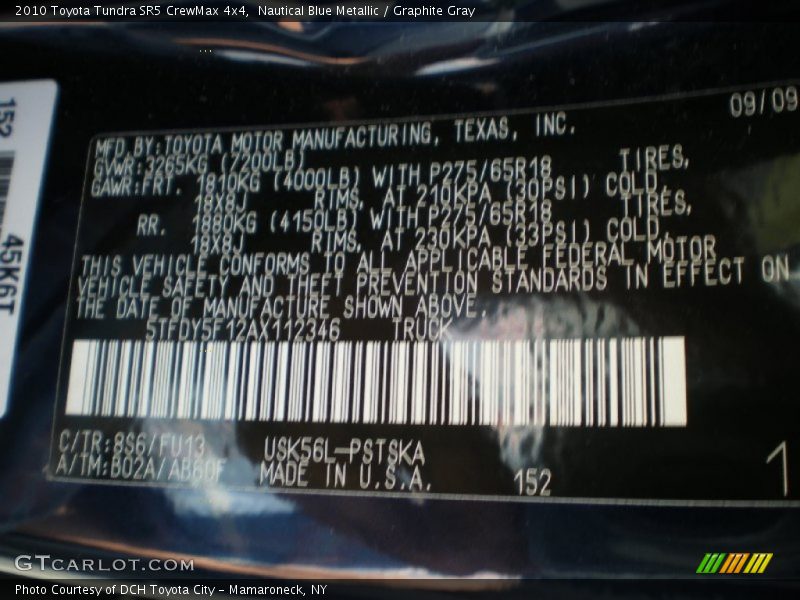 2010 Toyota Tundra SR5 CrewMax 4x4, Nautical Blue Metallic / Graphite Gray
09/09
MFD BY:TOYOTA MOTOR MANUFACTURING, TEXAS, INC.
GVWR:3265KG (7200LB)
GAWR:FRT. 1810KG (4000LB) WITH P275/65R18 TIRES,
18X8J RIMS, AT 210KPA (30PSI) COLD,
RR. 1880KG (4150LB) WITH P275/65R18 TIRES,
18X8J RIMS, AT 230KPA (33PSI) COLD,
THIS VEHICLE CONFORMS TO ALL APPLICABLE FEDERAL MOTOR
VEHICLE SAFETY AND THEFT PREVENTION STANDARDS IN EFFECT ON
THE DATE OF MANUFACTURE SHOWN ABOVE.
5TFDY5F12AX112346 TRUCK
C/TR:8S6/FU13 USK56L-PSTSKA
A/TM:B02A/AB60F MADE IN U.S.A. 152
1
152
45K6T
GTCARLOT.COM
Photo Courtesy of DCH Toyota City - Mamaroneck, NY